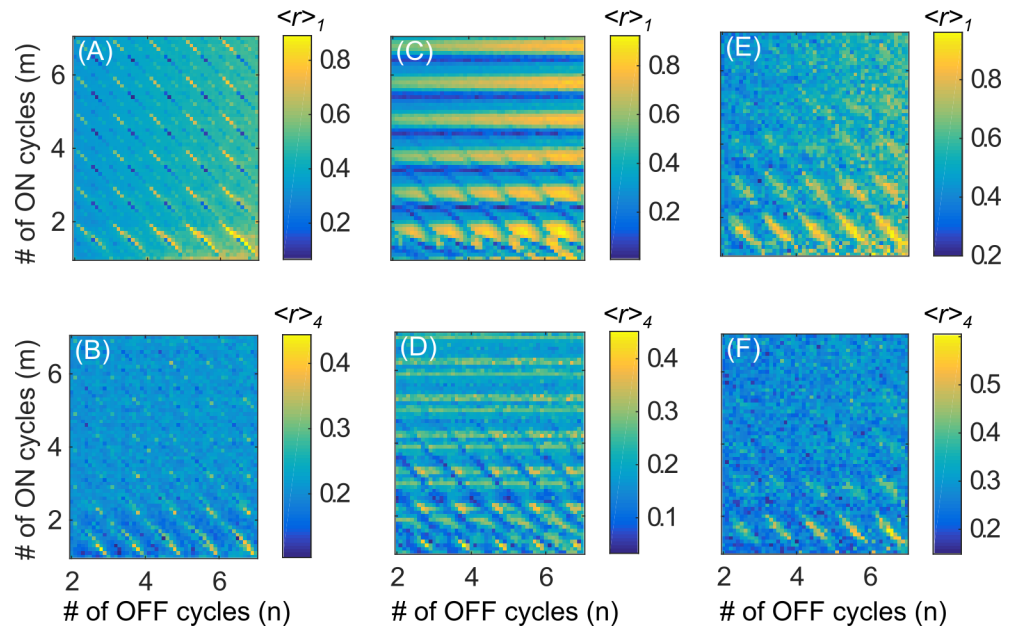 <r>1 <r>1 <r>1
(A) (C) (E)
# of ON cycles (m)
6 4 2
0.8 0.6 0.4 0.2
0.8 0.6 0.4 0.2
0.8 0.6 0.4 0.2
<r>4 <r>4 <r>4
(B) (D) (F)
# of ON cycles (m)
6 4 2
0.4 0.3 0.2
0.4 0.3 0.2 0.1
0.5 0.4 0.3 0.2
2 4 6 2 4 6 2 4 6
# of OFF cycles (n) # of OFF cycles (n) # of OFF cycles (n)